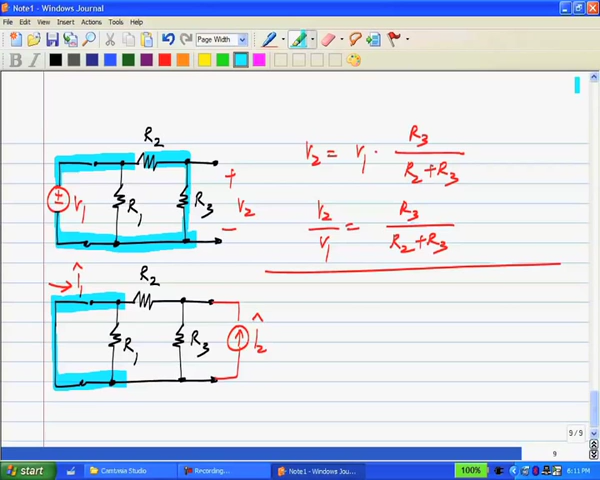 Note1 - Windows Journal
File Edit View Insert Actions Tools Help
Page Width
B I
R2
V2 = V1 · R3 / R2 + R3
V1 R1 R3 + V2 −
V2 / V1 = R3 / R2 + R3
Î1
R2
R1 R3 Î2
9 / 9
9
start Camtasia Studio Recording... Note1 - Windows Jour... 100% 6:11 PM